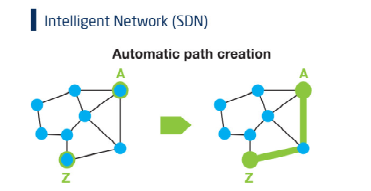 Intelligent Network (SDN)
Automatic path creation
A
A
Z
Z